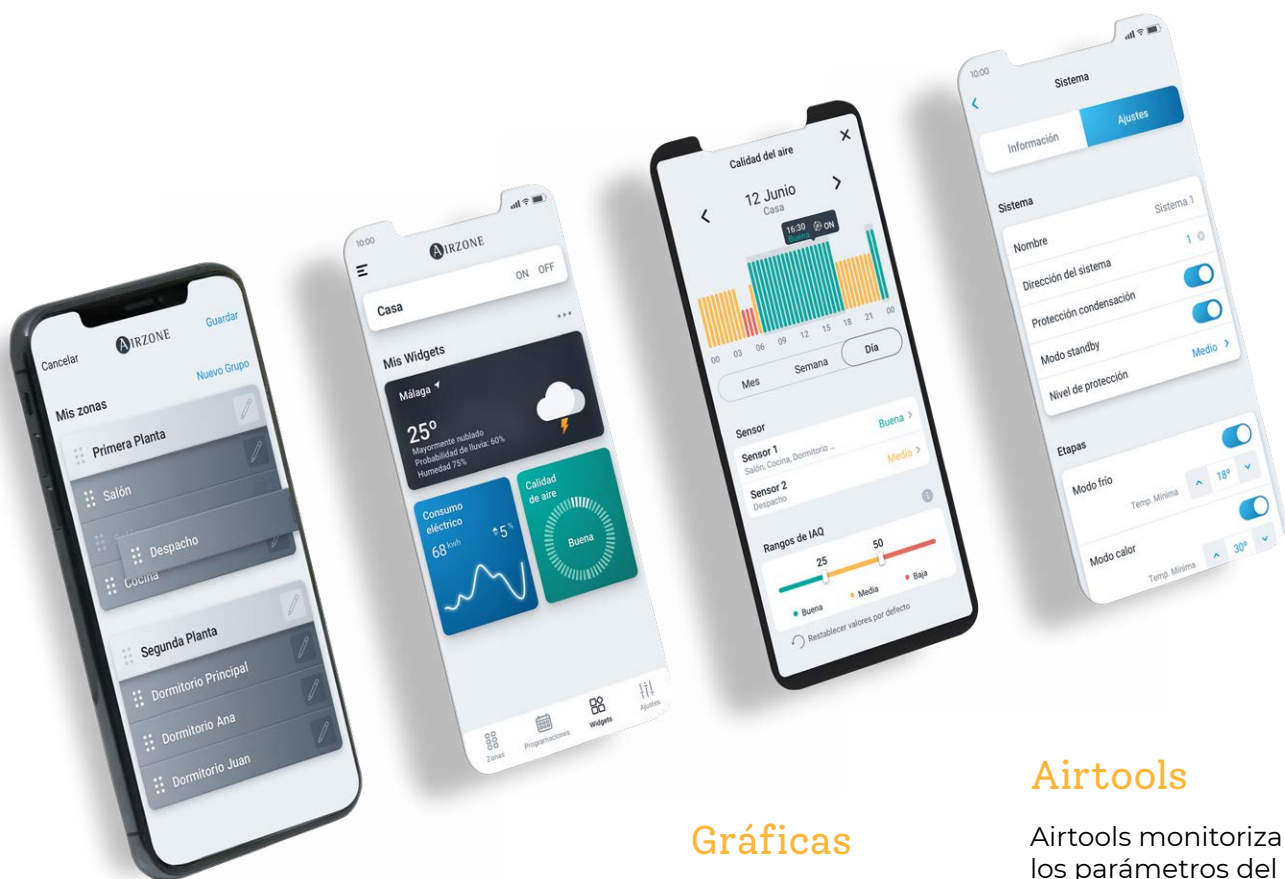 Cancelar
AIRZONE
Guardar
Nuevo Grupo
Mis zonas
Primera Planta
Salón
Despacho
Cocina
Segunda Planta
Dormitorio Principal
Dormitorio Ana
Dormitorio Juan
10:00
AIRZONE
Casa
ON OFF
Mis Widgets
Málaga
25º
Mayormente nublado
Probabilidad de lluvia: 60%
Humedad 75%
Consumo
eléctrico
68 kwh
5 %
Calidad
de aire
Buena
Zonas
Programaciones
Widgets
Ajustes
Calidad del aire
12 Junio
Casa
16:30 ON
Buena
00 03 06 09 12 15 18 21 00
Mes Semana Día
Sensor
Sensor 1
Salón, Cocina, Dormitorio ...
Buena
Sensor 2
Despacho
Media
Rangos de IAQ
25 50
Buena Media Baja
Restablecer valores por defecto
10:00
Sistema
Información Ajustes
Sistema
Nombre Sistema 1
Dirección del sistema 1
Protección condensación
Modo standby
Nivel de protección Medio
Etapas
Modo frío
Temp. Mínima 18º
Modo calor
Temp. Mínima 30º
Gráficas
Airtools
Airtools monitoriza
los parámetros del